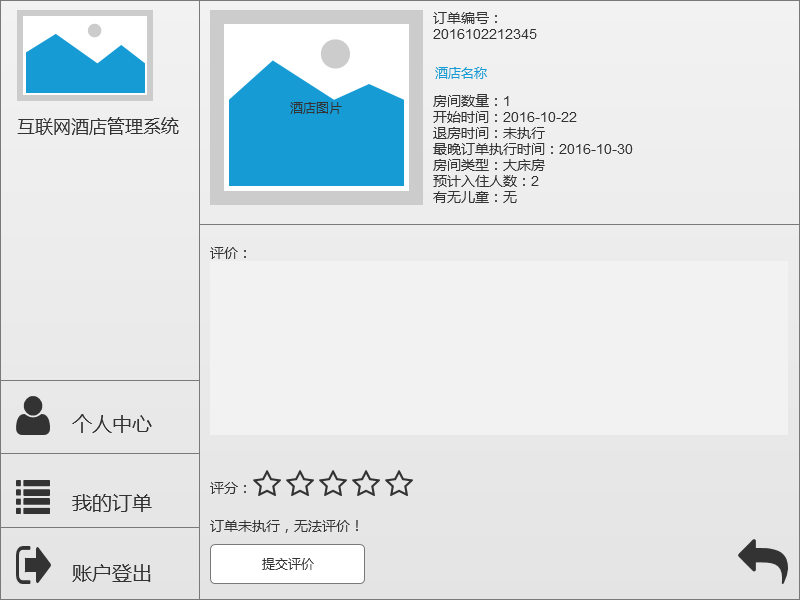 互联网酒店管理系统
个人中心
我的订单
账户登出
酒店图片
订单编号：
2016102212345
酒店名称
房间数量：1
开始时间：2016-10-22
退房时间：未执行
最晚订单执行时间：2016-10-30
房间类型：大床房
预计入住人数：2
有无儿童：无
评价：
评分：
订单未执行，无法评价！
提交评价